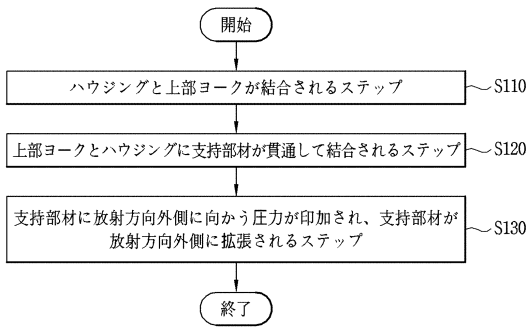 開始
ハウジングと上部ヨークが結合されるステップ
S110
上部ヨークとハウジングに支持部材が貫通して結合されるステップ
S120
支持部材に放射方向外側に向かう圧力が印加され、支持部材が
放射方向外側に拡張されるステップ
S130
終了